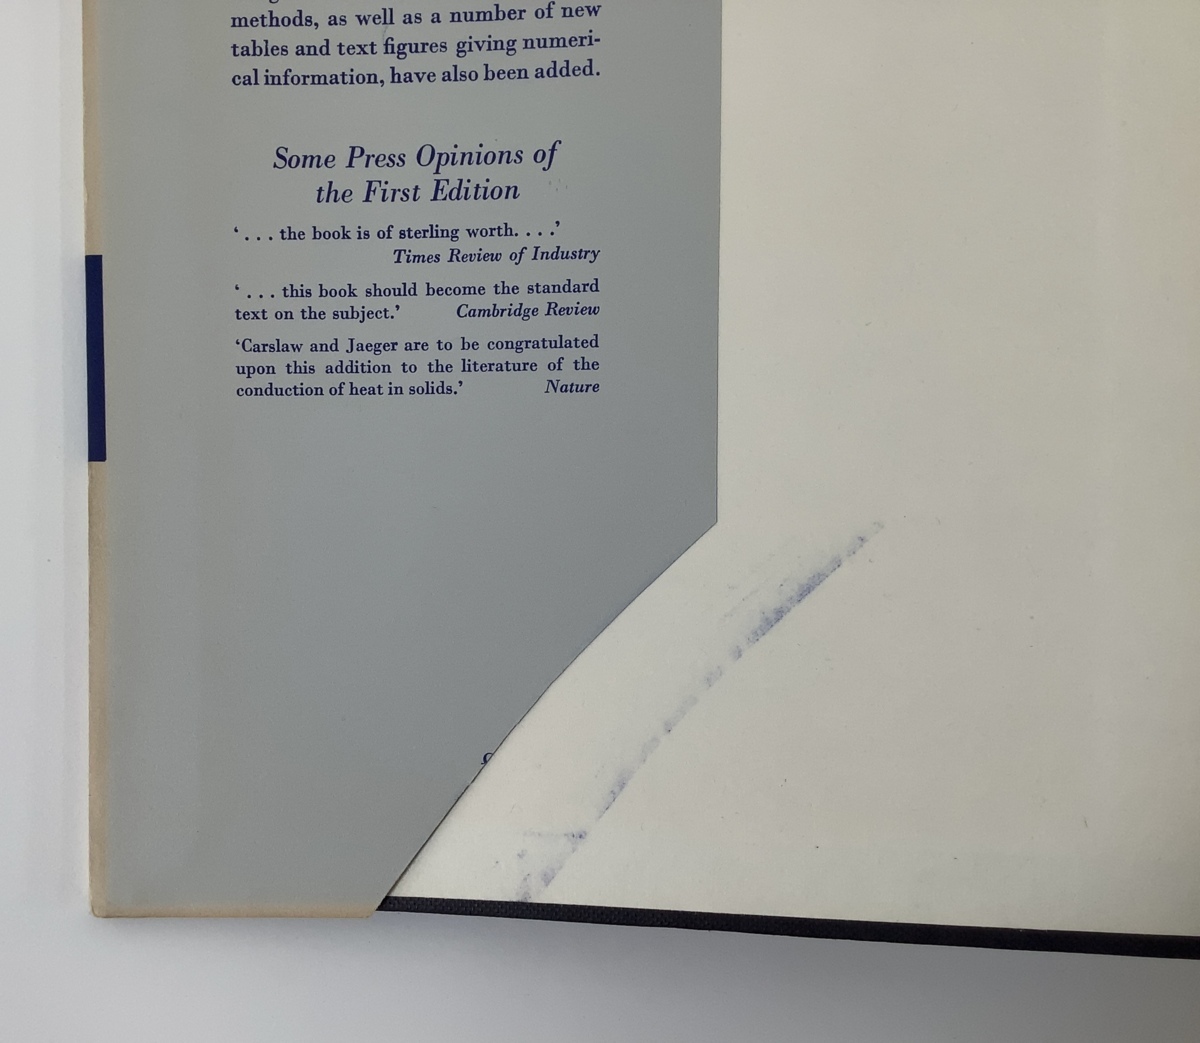 methods, as well as a number of new
tables and text figures giving numeri-
cal information, have also been added.
Some Press Opinions of
the First Edition
‘. . . the book is of sterling worth. . . .’
Times Review of Industry
‘. . . this book should become the standard
text on the subject.’ Cambridge Review
‘Carslaw and Jaeger are to be congratulated
upon this addition to the literature of the
conduction of heat in solids.’ Nature